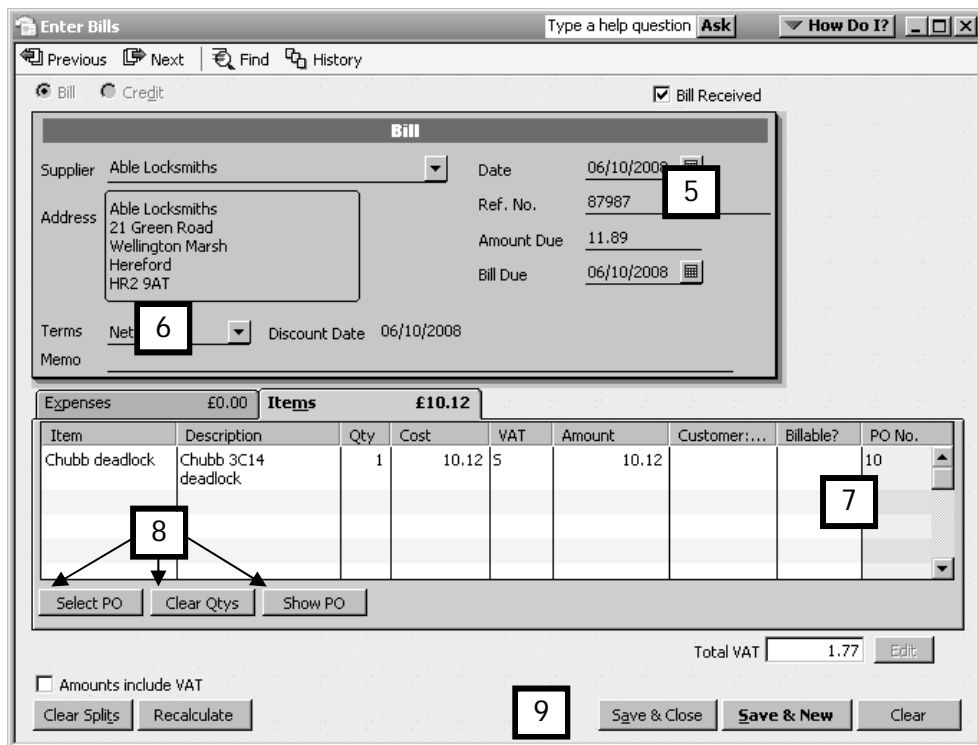 Enter Bills
Type a help question Ask How Do I?
Previous Next Find History
Bill Credit Bill Received
Bill
Supplier Able Locksmiths
Date 06/10/2008
5
Address Able Locksmiths
21 Green Road
Wellington Marsh
Hereford
HR2 9AT
Ref. No. 87987
Amount Due 11.89
Bill Due 06/10/2008
Terms Net 6 Discount Date 06/10/2008
Memo
Expenses £0.00 Items £10.12
Item Description Qty Cost VAT Amount Customer:... Billable? PO No.
Chubb deadlock Chubb 3C14 1 10.12 S 10.12 10
deadlock
7
8
Select PO Clear Qtys Show PO
Total VAT 1.77 Edit
Amounts include VAT
Clear Splits Recalculate 9 Save & Close Save & New Clear